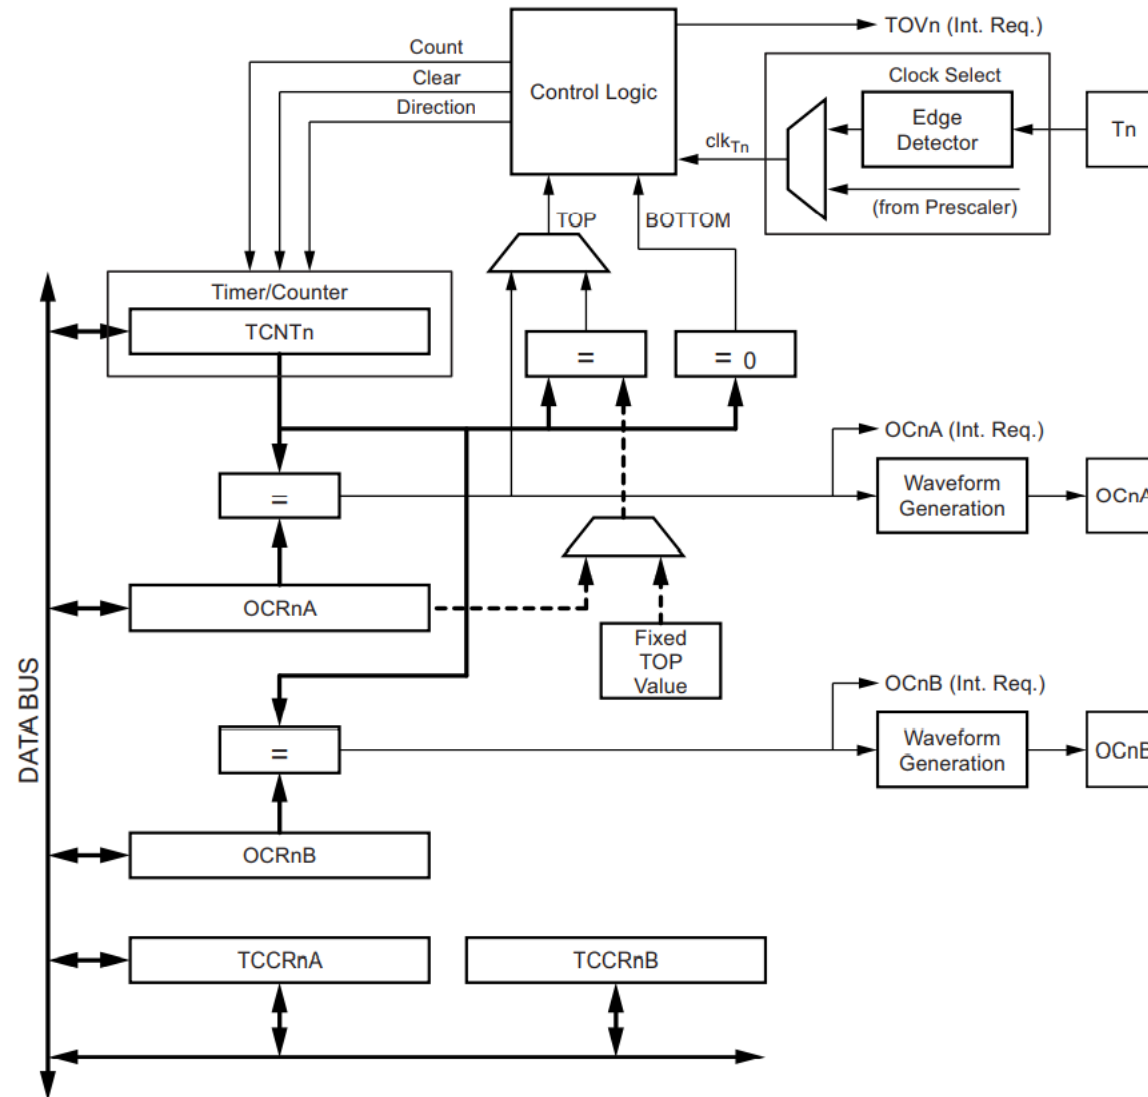 TOVn (Int. Req.)
Count
Clear
Direction
Control Logic
Clock Select
Edge
Detector
Tn
clkTn
(from Prescaler)
TOP
BOTTOM
Timer/Counter
TCNTn
=
= 0
OCnA (Int. Req.)
=
Waveform
Generation
OCnA
OCRnA
Fixed
TOP
Value
OCnB (Int. Req.)
DATA BUS
=
Waveform
Generation
OCnB
OCRnB
TCCRnA
TCCRnB